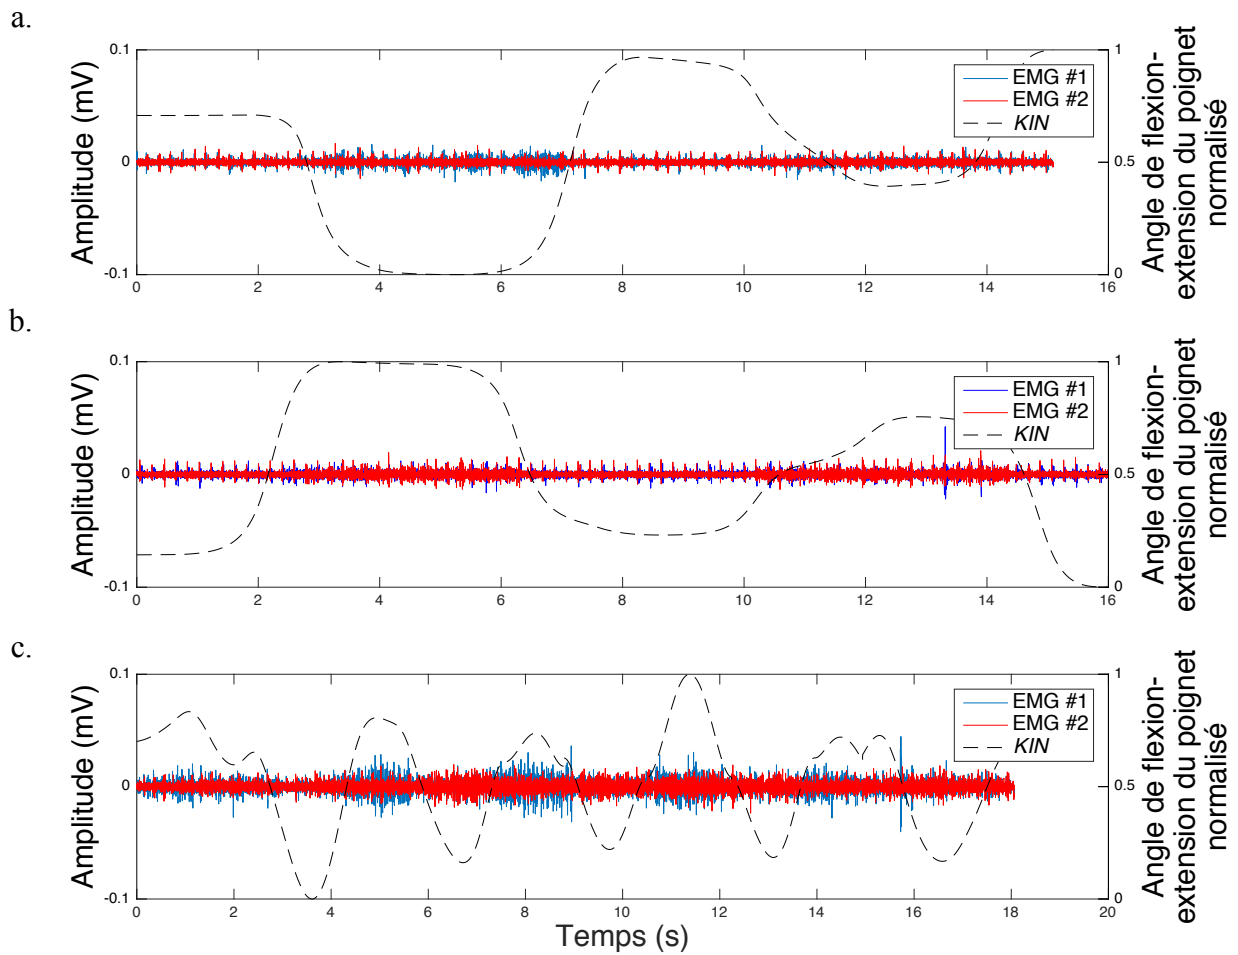 a.
Amplitude (mV)
0.1
0
-0.1
0 2 4 6 8 10 12 14 16
EMG #1
EMG #2
KIN
1
0.5
0
Angle de flexion-
extension du poignet
normalisé
b.
Amplitude (mV)
0.1
0
-0.1
0 2 4 6 8 10 12 14 16
EMG #1
EMG #2
KIN
1
0.5
0
Angle de flexion-
extension du poignet
normalisé
c.
Amplitude (mV)
0.1
0
-0.1
0 2 4 6 8 10 12 14 16 18 20
EMG #1
EMG #2
KIN
1
0.5
0
Angle de flexion-
extension du poignet
normalisé
Temps (s)